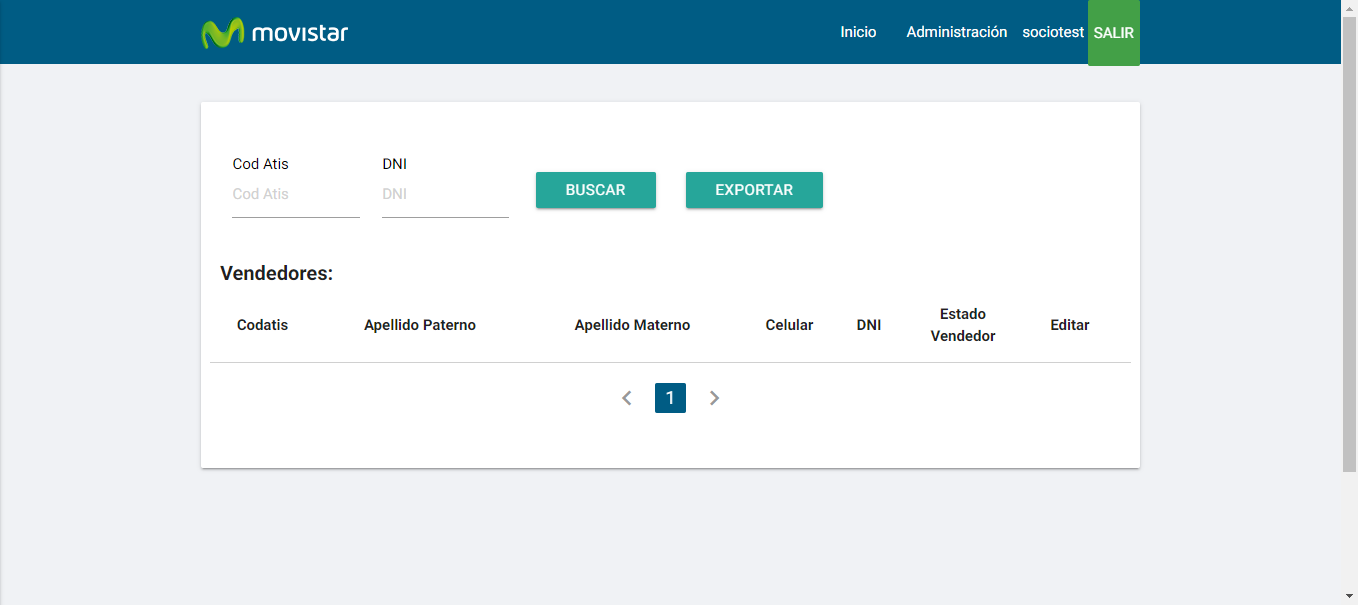 movistar
Inicio Administración sociotest SALIR
Cod Atis DNI
Cod Atis DNI BUSCAR EXPORTAR
Vendedores:
Codatis Apellido Paterno Apellido Materno Celular DNI Estado Vendedor Editar
1